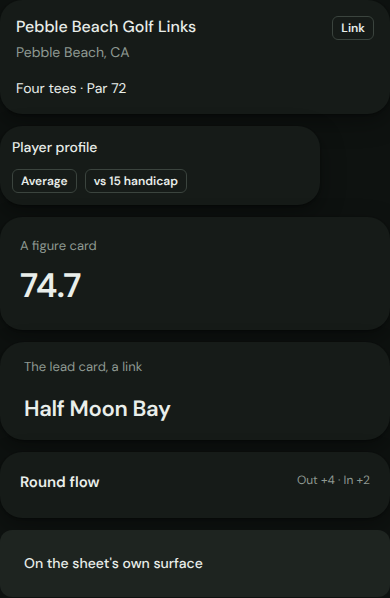 Pebble Beach Golf Links
Link
Pebble Beach, CA
Four tees · Par 72
Player profile
Average
vs 15 handicap
A figure card
74.7
The lead card, a link
Half Moon Bay
Round flow
Out +4 · In +2
On the sheet's own surface